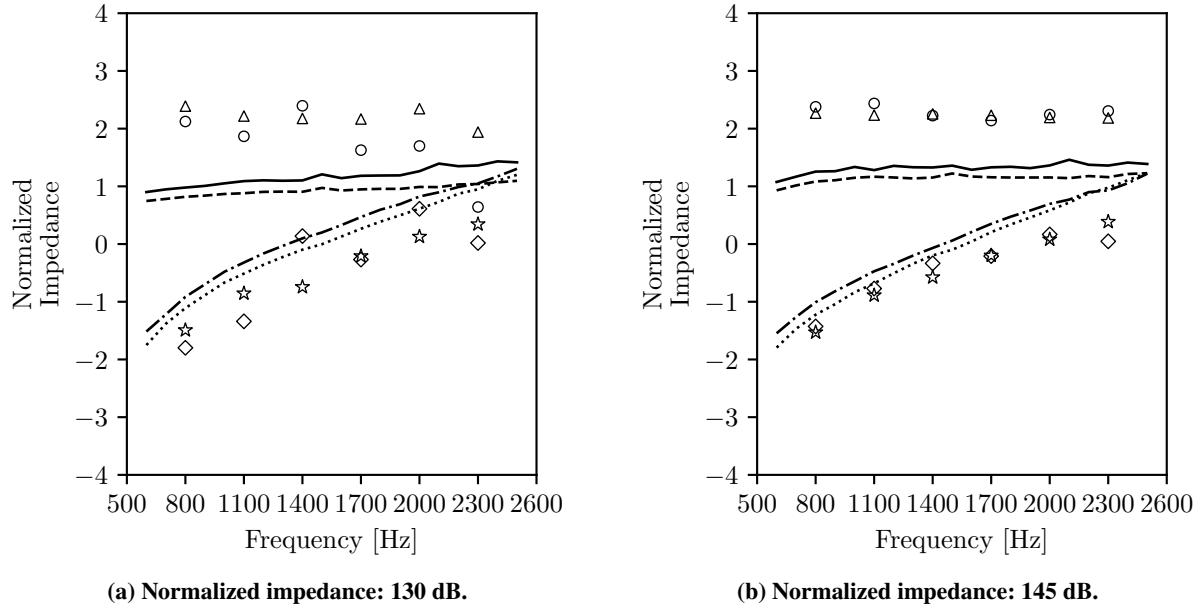 4
3
2
1
0
−1
−2
−3
−4
Normalized
Impedance
500 800 1100 1400 1700 2000 2300 2600
Frequency [Hz]
(a) Normalized impedance: 130 dB.
4
3
2
1
0
−1
−2
−3
−4
Normalized
Impedance
500 800 1100 1400 1700 2000 2300 2600
Frequency [Hz]
(b) Normalized impedance: 145 dB.